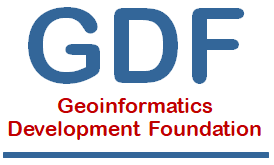 GDF
Geoinformatics
Development Foundation